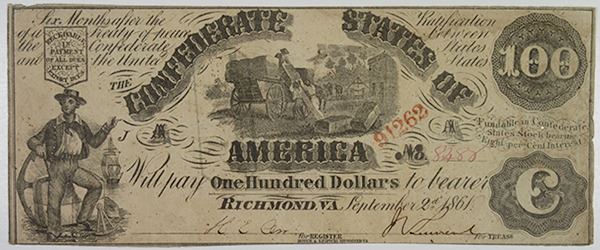 Six Months after the Ratification
of a Treaty of Peace between
the Confederate States
and the United States
RECEIVABLE IN PAYMENT OF ALL DUES EXCEPT EXPORT DUTIES
THE CONFEDERATE STATES OF
AMERICA
100
J A A
91262
No. 8488
Fundable in Confederate
States Stock bearing
Eight per Cent Interest
Will pay One Hundred Dollars to bearer
C
RICHMOND, VA September 2nd 1861.
For REGISTER
For TREASR